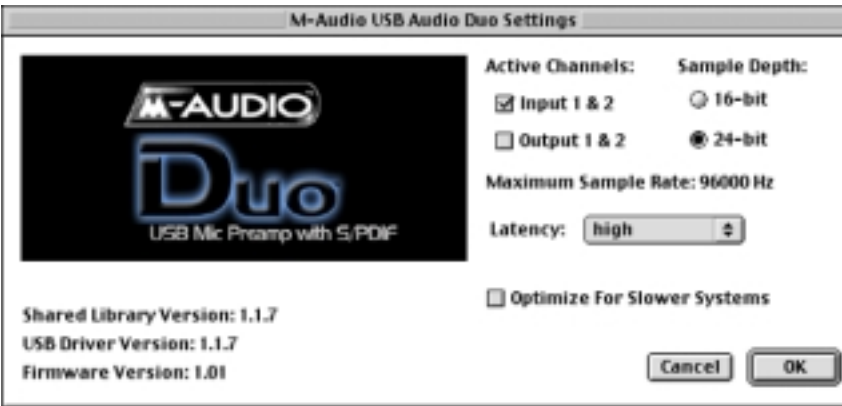 M-Audio USB Audio Duo Settings
M-AUDIO
Duo
USB Mic Preamp with S/PDIF
Shared Library Version: 1.1.7
USB Driver Version: 1.1.7
Firmware Version: 1.01
Active Channels:
Input 1 & 2
Output 1 & 2
Sample Depth:
16-bit
24-bit
Maximum Sample Rate: 96000 Hz
Latency: high
Optimize For Slower Systems
Cancel OK